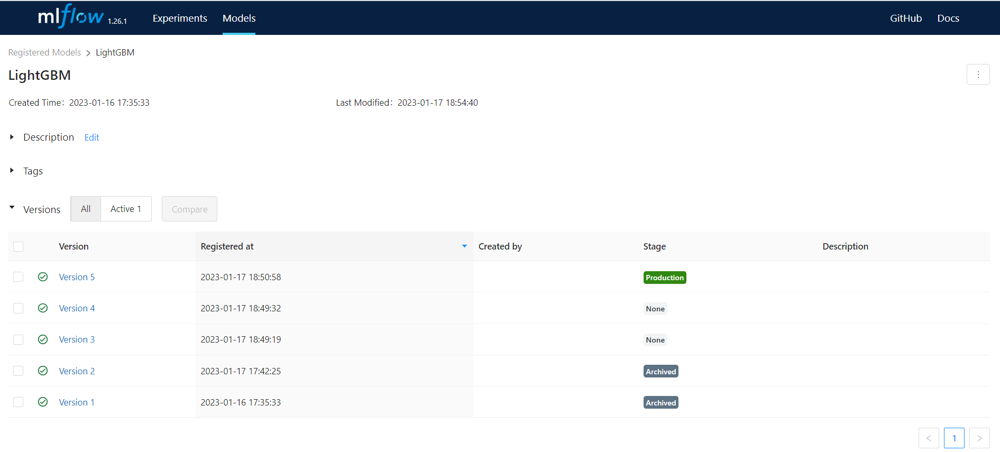 mlflow 1.26.1 Experiments Models GitHub Docs
Registered Models > LightGBM
LightGBM
Created Time: 2023-01-16 17:35:33 Last Modified: 2023-01-17 18:54:40
Description Edit
Tags
Versions All Active 1 Compare
Version Registered at Created by Stage Description
Version 5 2023-01-17 18:50:58 Production
Version 4 2023-01-17 18:49:32 None
Version 3 2023-01-17 18:49:19 None
Version 2 2023-01-17 17:42:25 Archived
Version 1 2023-01-16 17:35:33 Archived
< 1 >